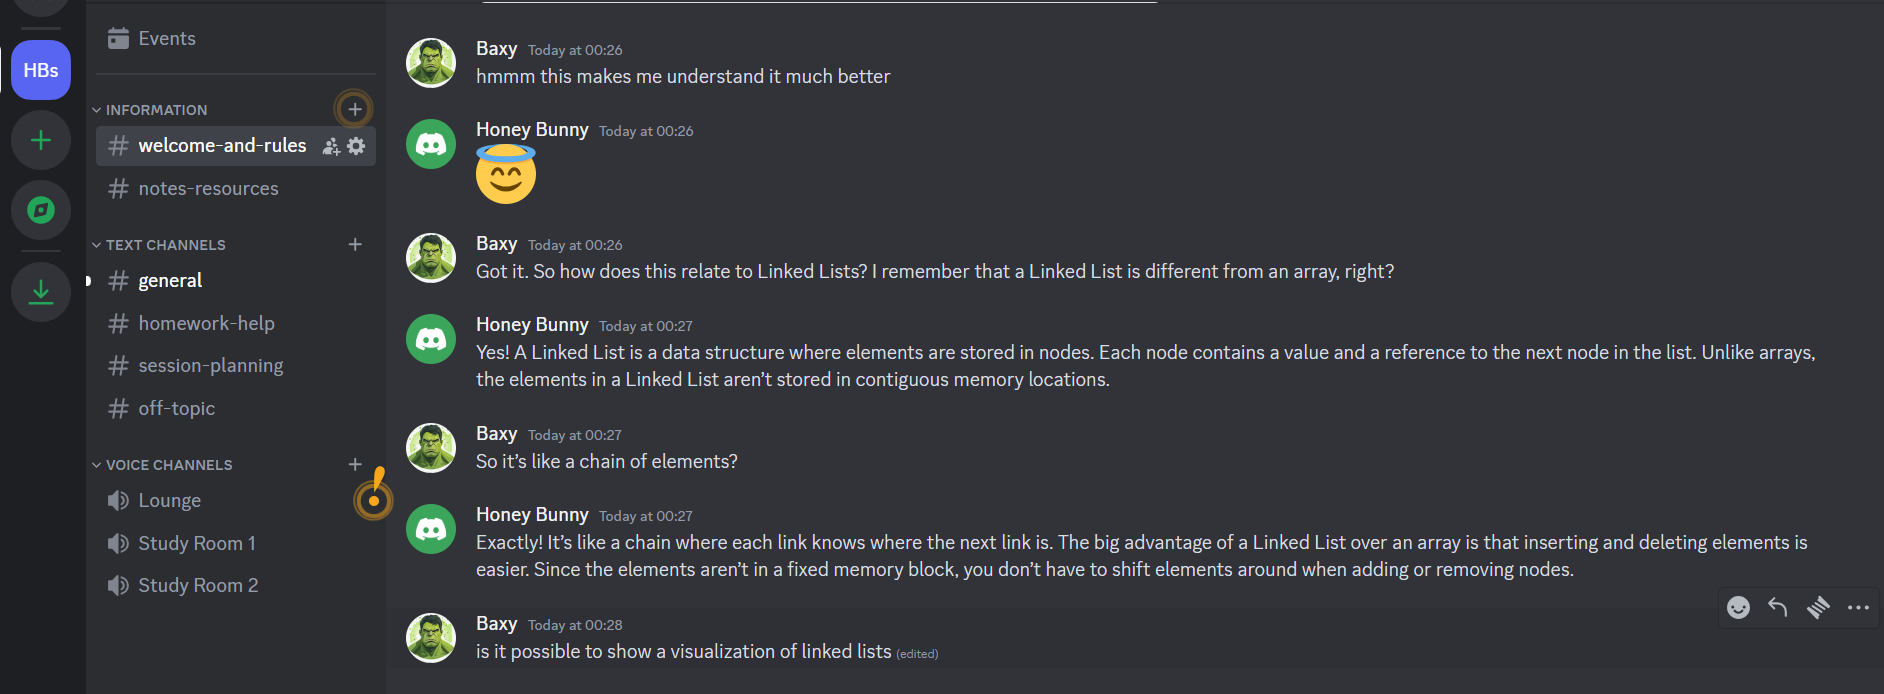 HBs
Events
INFORMATION
welcome-and-rules
notes-resources
TEXT CHANNELS
general
homework-help
session-planning
off-topic
VOICE CHANNELS
Lounge
Study Room 1
Study Room 2
Baxy Today at 00:26
hmmm this makes me understand it much better
Honey Bunny Today at 00:26
Baxy Today at 00:26
Got it. So how does this relate to Linked Lists? I remember that a Linked List is different from an array, right?
Honey Bunny Today at 00:27
Yes! A Linked List is a data structure where elements are stored in nodes. Each node contains a value and a reference to the next node in the list. Unlike arrays,
the elements in a Linked List aren’t stored in contiguous memory locations.
Baxy Today at 00:27
So it’s like a chain of elements?
Honey Bunny Today at 00:27
Exactly! It’s like a chain where each link knows where the next link is. The big advantage of a Linked List over an array is that inserting and deleting elements is
easier. Since the elements aren’t in a fixed memory block, you don’t have to shift elements around when adding or removing nodes.
Baxy Today at 00:28
is it possible to show a visualization of linked lists (edited)